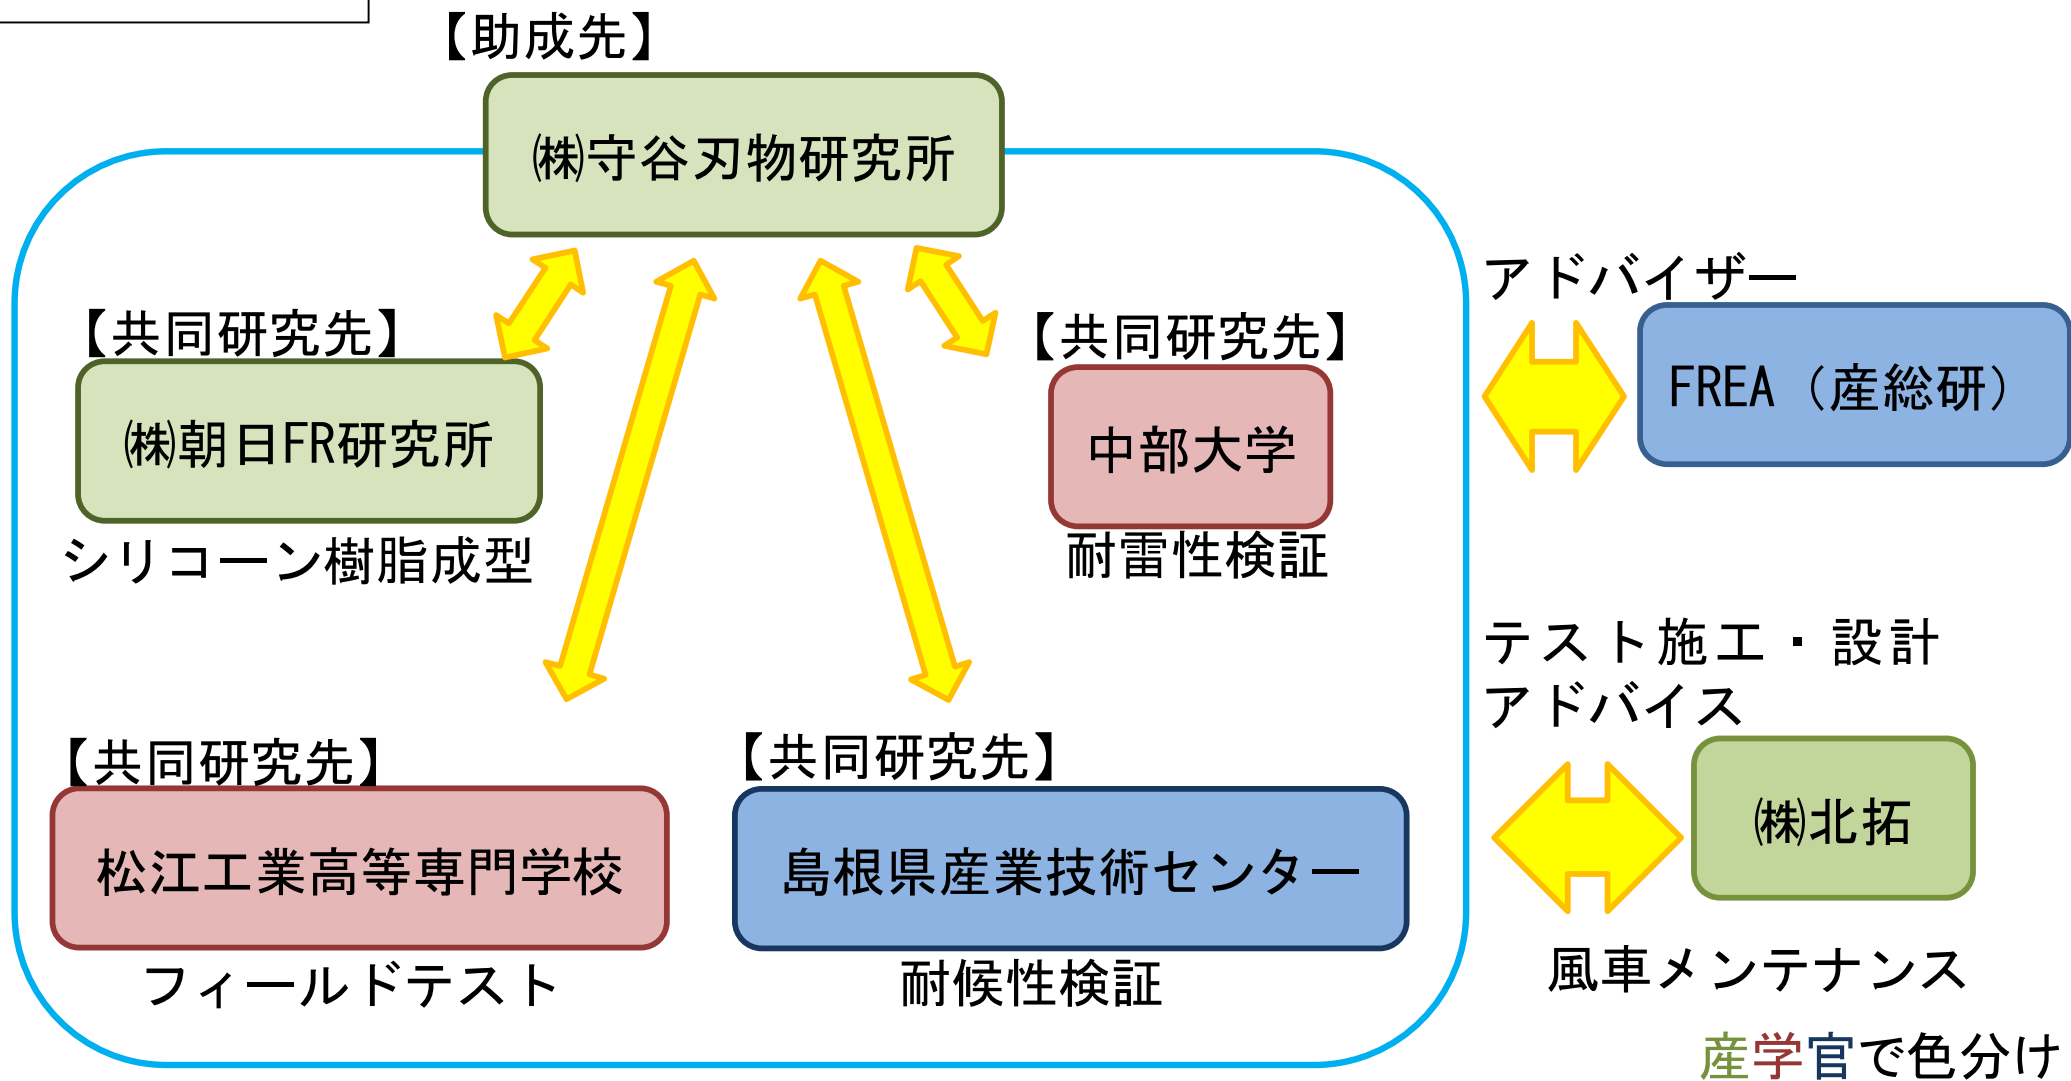 【助成先】
㈱守谷刃物研究所
【共同研究先】
㈱朝日FR研究所
シリコーン樹脂成型
【共同研究先】
中部大学
耐雷性検証
アドバイザー
FREA（産総研）
【共同研究先】
松江工業高等専門学校
フィールドテスト
【共同研究先】
島根県産業技術センター
耐候性検証
テスト施工・設計
アドバイス
㈱北拓
風車メンテナンス
産学官で色分け